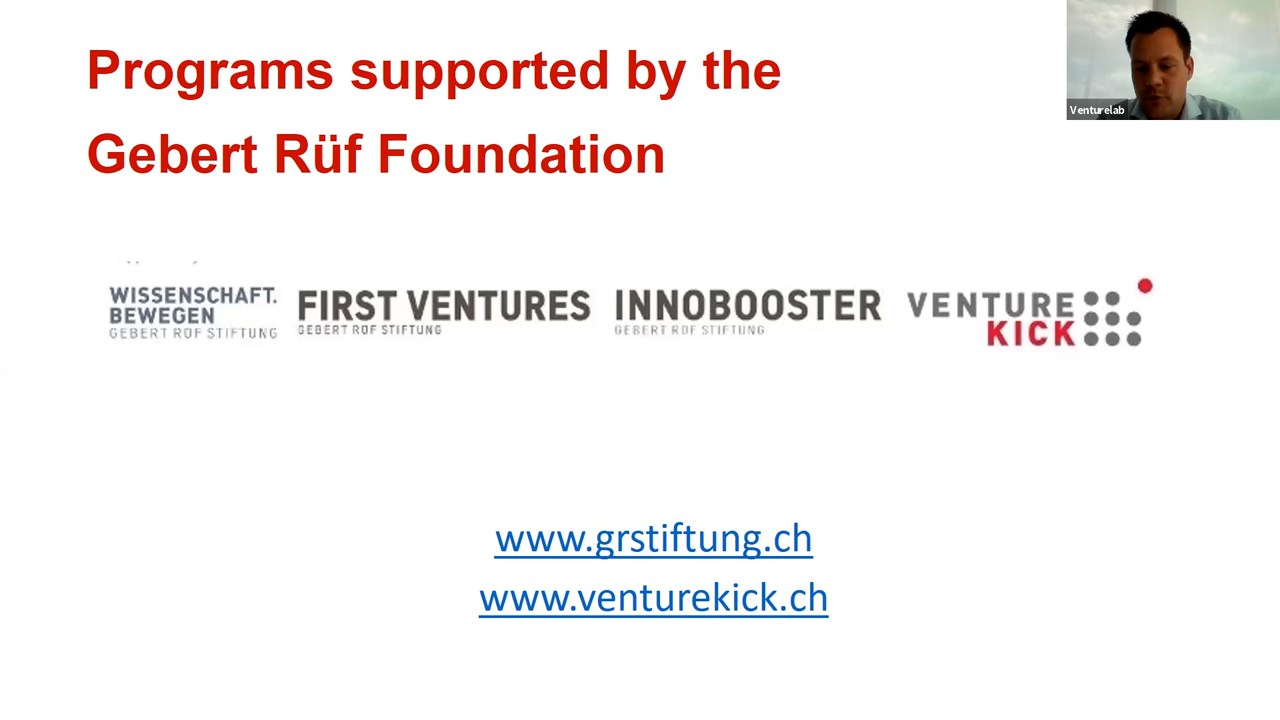 Programs supported by the
Gebert Rüf Foundation
Venturelab
WISSENSCHAFT.
BEWEGEN
GEBERT RÜF STIFTUNG
FIRST VENTURES
GEBERT RÜF STIFTUNG
INNOBOOSTER
GEBERT RÜF STIFTUNG
VENTURE
KICK
www.grstiftung.ch
www.venturekick.ch